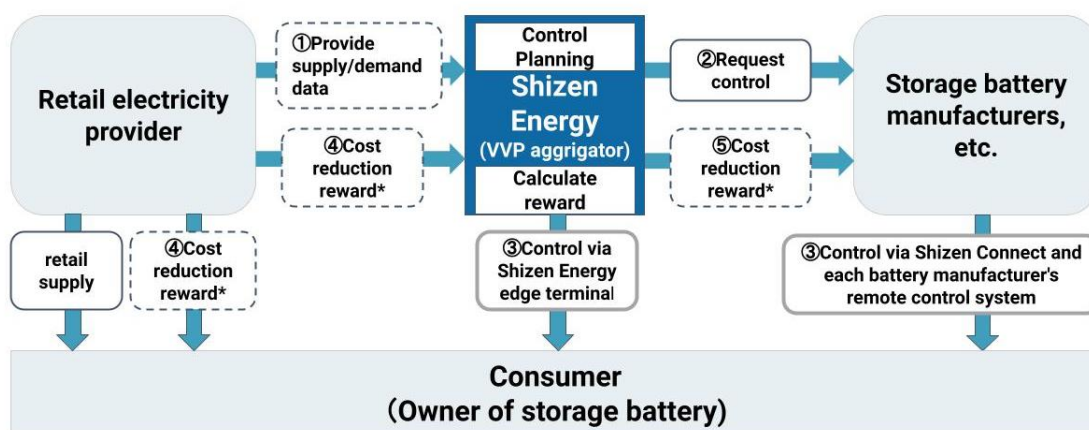 Retail electricity
provider
①Provide
supply/demand
data
④Cost
reduction
reward*
Control
Planning
Shizen
Energy
(VVP aggrigator)
Calculate
reward
②Request
control
⑤Cost
reduction
reward*
Storage battery
manufacturers,
etc.
retail
supply
④Cost
reduction
reward*
③Control via
Shizen Energy
edge terminal
③Control via Shizen Connect and
each battery manufacturer's
remote control system
Consumer
（Owner of storage battery)